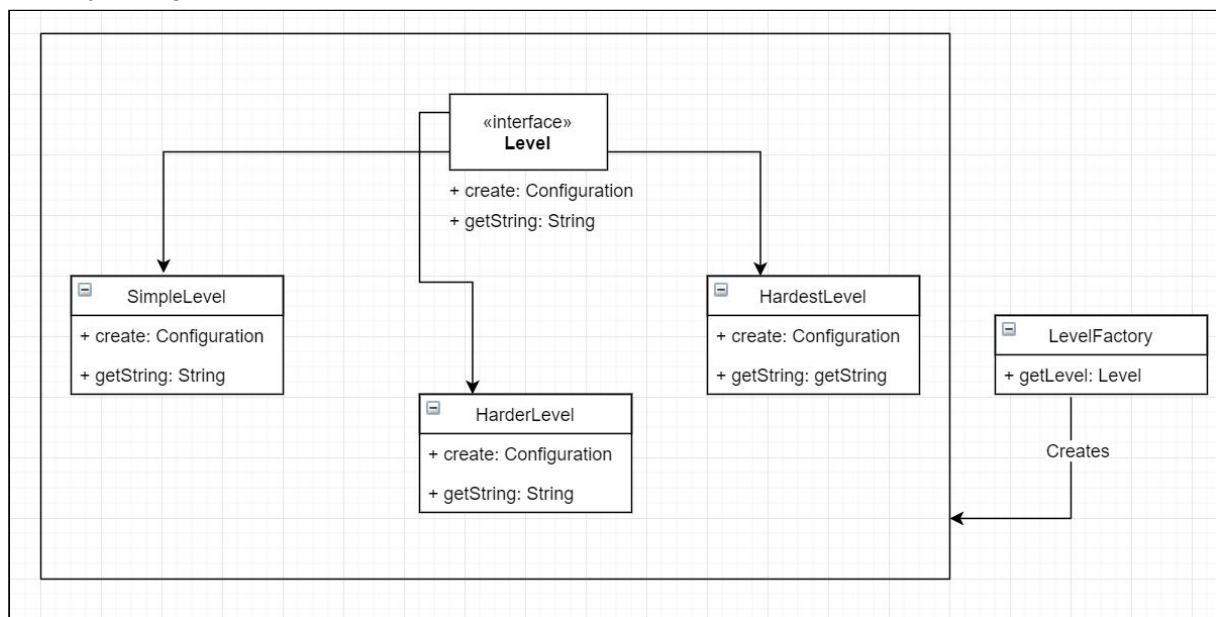 «interface»
Level
+ create: Configuration
+ getString: String
SimpleLevel
+ create: Configuration
+ getString: String
HarderLevel
+ create: Configuration
+ getString: String
HardestLevel
+ create: Configuration
+ getString: getString
LevelFactory
+ getLevel: Level
Creates